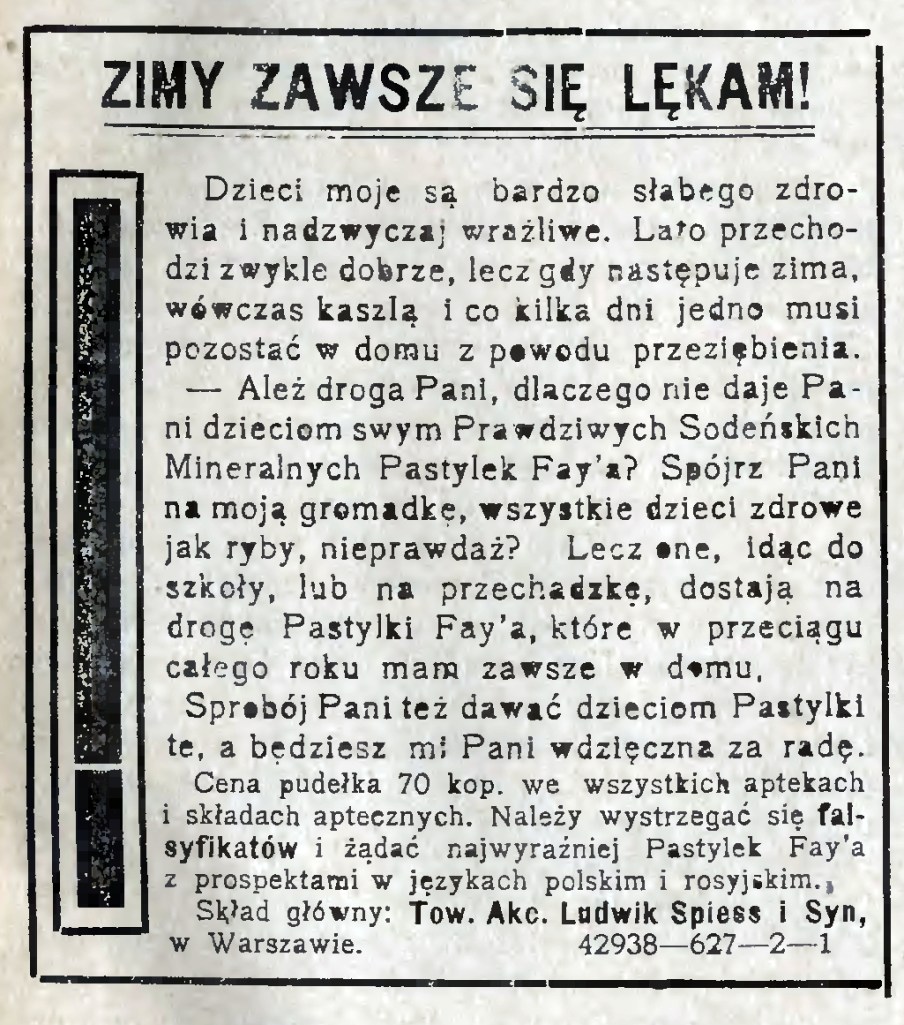 ZIMY ZAWSZE SIĘ LĘKAM!
Dzieci moje są bardzo słabego zdro-
wia i nadzwyczaj wraźliwe. Lato przecho-
dzi zwykle dobrze, lecz gdy następuje zima,
wówczas kaszlą i co kilka dni jedno musi
pozostać w domu z powodu przeziębienia.
— Ależ droga Pani, dlaczego nie daje Pa-
ni dzieciom swym Prawdziwych Sodeńskich
Mineralnych Pastylek Fay'a? Spójrz Pani
na moją gromadkę, wszystkie dzieci zdrowe
jak ryby, nieprawdaż? Lecz one, idąc do
szkoły, lub na przechadzkę, dostają na
drogę Pastylki Fay'a, które w przeciągu
całego roku mam zawsze w domu.
Sprobój Pani też dawać dzieciom Pastylki
te, a będziesz mi Pani wdzięczna za radę.
Cena pudełka 70 kop. we wszystkich aptekach
i składach aptecznych. Należy wystrzegać się fal-
syfikatów i żądać najwyraźniej Pastylek Fay'a
z prospektami w językach polskim i rosyjskim.
Skład główny: Tow. Akc. Ludwik Spiess i Syn,
w Warszawie. 42938—627—2—1